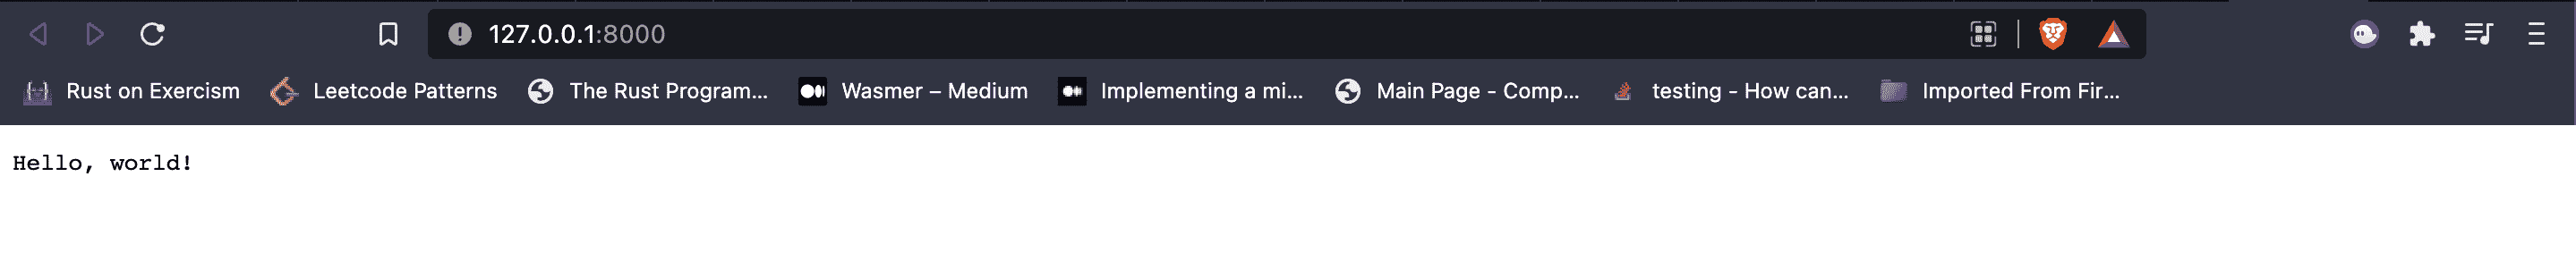 127.0.0.1:8000
Rust on Exercism Leetcode Patterns The Rust Program... Wasmer – Medium Implementing a mi... Main Page - Comp... testing - How can... Imported From Fir...
Hello, world!